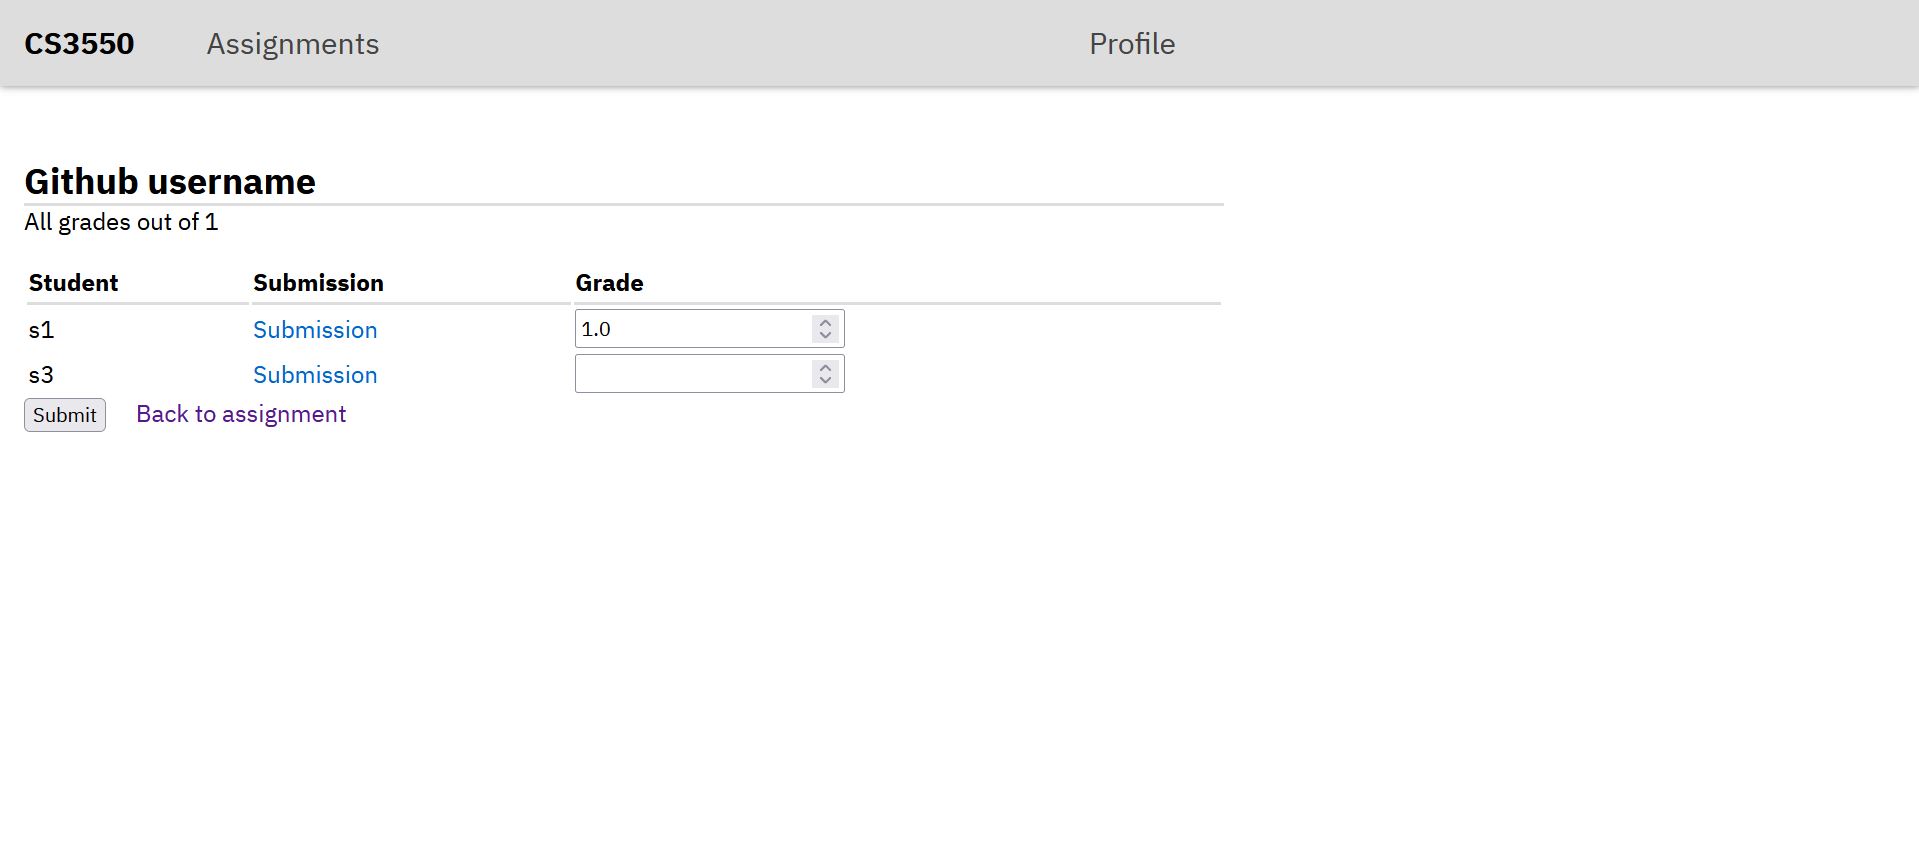 CS3550 Assignments Profile
Github username
All grades out of 1
Student Submission Grade
s1 Submission 1.0
s3 Submission
Submit Back to assignment